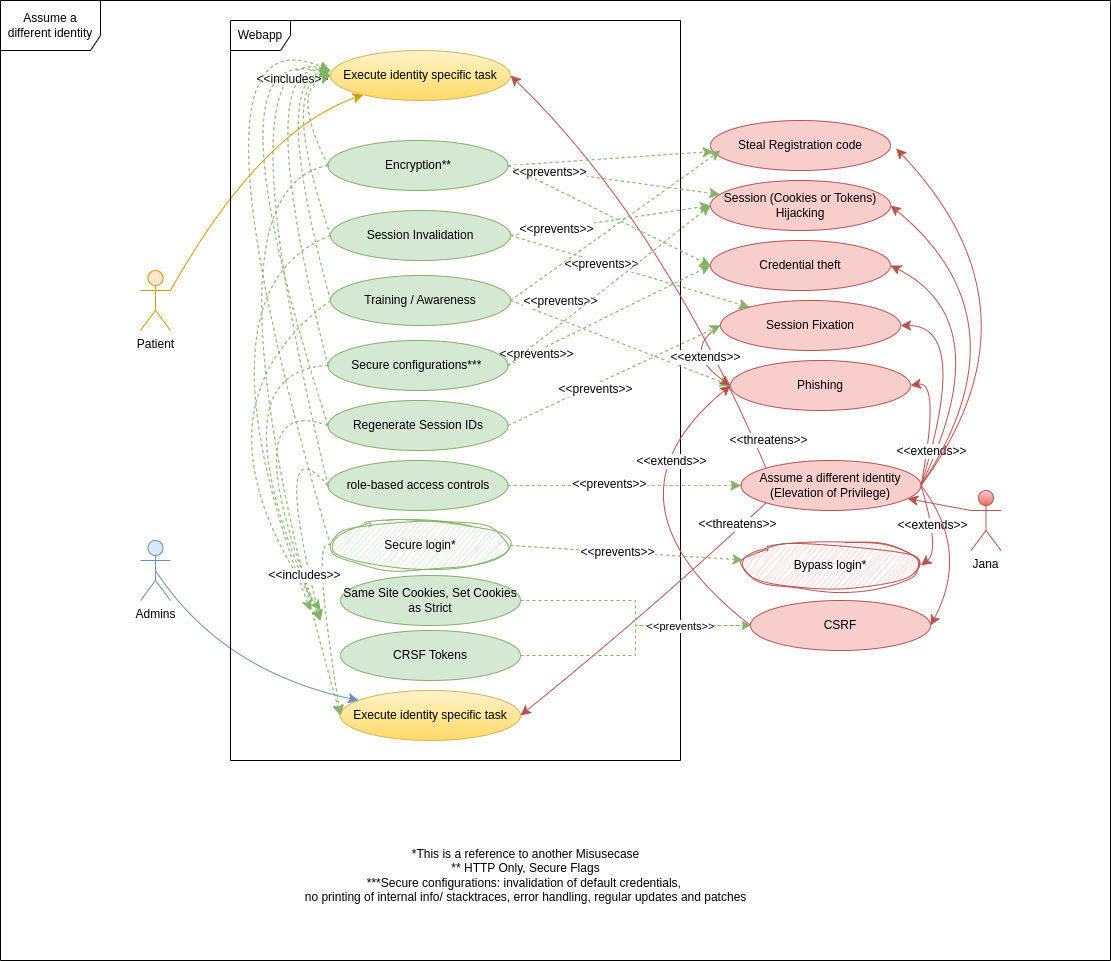 Assume a
different identity
Webapp
<<includes>>
Execute identity specific task
Encryption**
<<prevents>>
Steal Registration code
Session (Cookies or Tokens)
Hijacking
Session Invalidation
<<prevents>>
<<prevents>>
Credential theft
Training / Awareness
<<prevents>>
Session Fixation
Patient
Secure configurations***
<<prevents>>
<<extends>>
Phishing
<<prevents>>
Regenerate Session IDs
<<threatens>>
<<extends>>
<<extends>>
role-based access controls
<<prevents>>
Assume a different identity
(Elevation of Privilege)
<<threatens>>
<<extends>>
Secure login*
<<prevents>>
Bypass login*
Jana
<<includes>>
Same Site Cookies, Set Cookies
as Strict
Admins
<<prevents>>
CSRF
CRSF Tokens
Execute identity specific task
*This is a reference to another Misusecase
** HTTP Only, Secure Flags
***Secure configurations: invalidation of default credentials,
no printing of internal info/ stacktraces, error handling, regular updates and patches